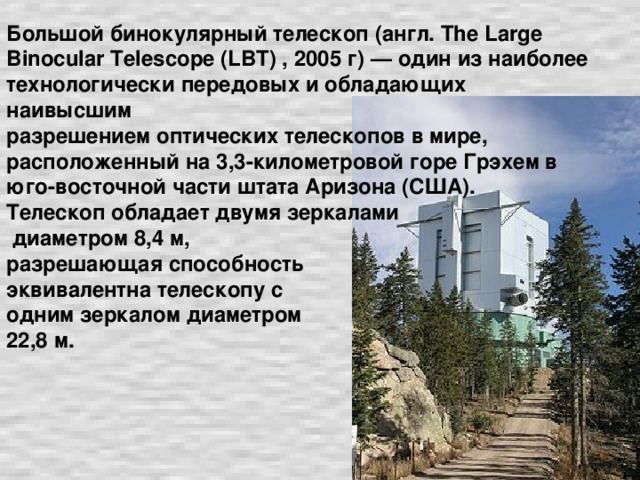 Большой бинокулярный телескоп (англ. The Large
Binocular Telescope (LBT) , 2005 г) — один из наиболее
технологически передовых и обладающих
наивысшим
разрешением оптических телескопов в мире,
расположенный на 3,3-километровой горе Грэхем в
юго-восточной части штата Аризона (США).
Телескоп обладает двумя зеркалами
диаметром 8,4 м,
разрешающая способность
эквивалентна телескопу с
одним зеркалом диаметром
22,8 м.